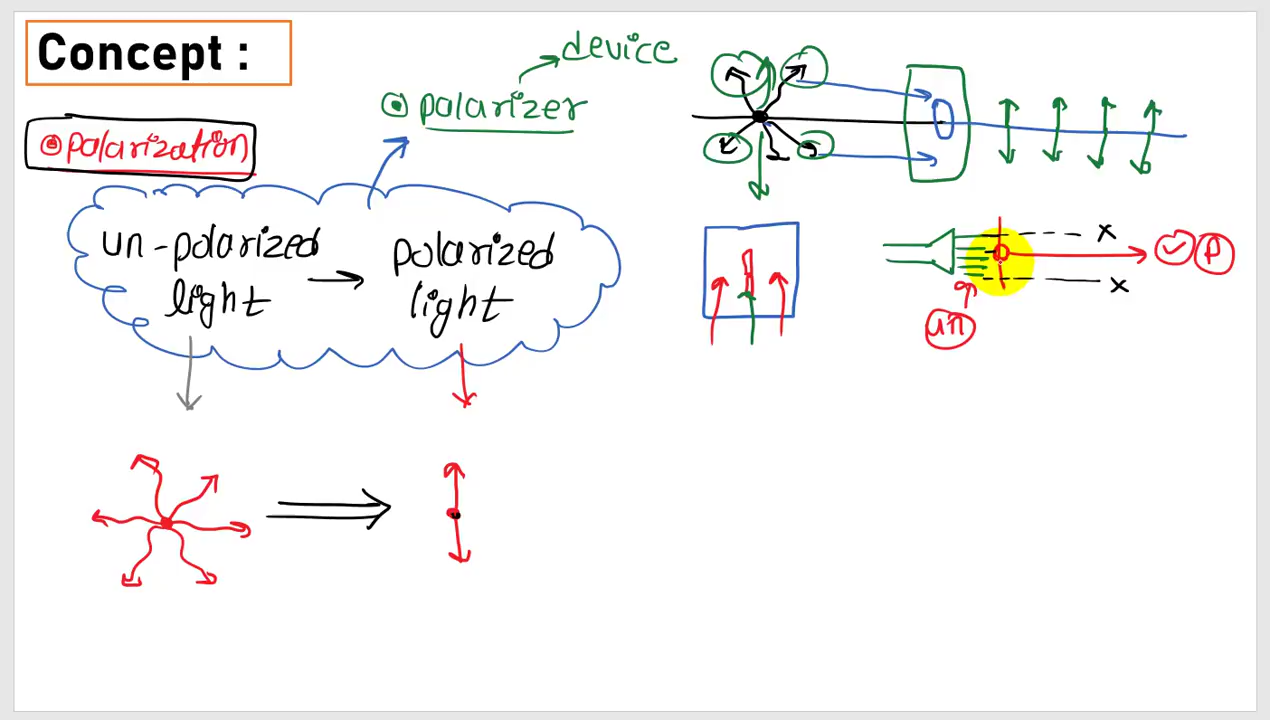 Concept :
device
polarizer
polarization
un-polarized
light
polarized
light
x
x
P
un